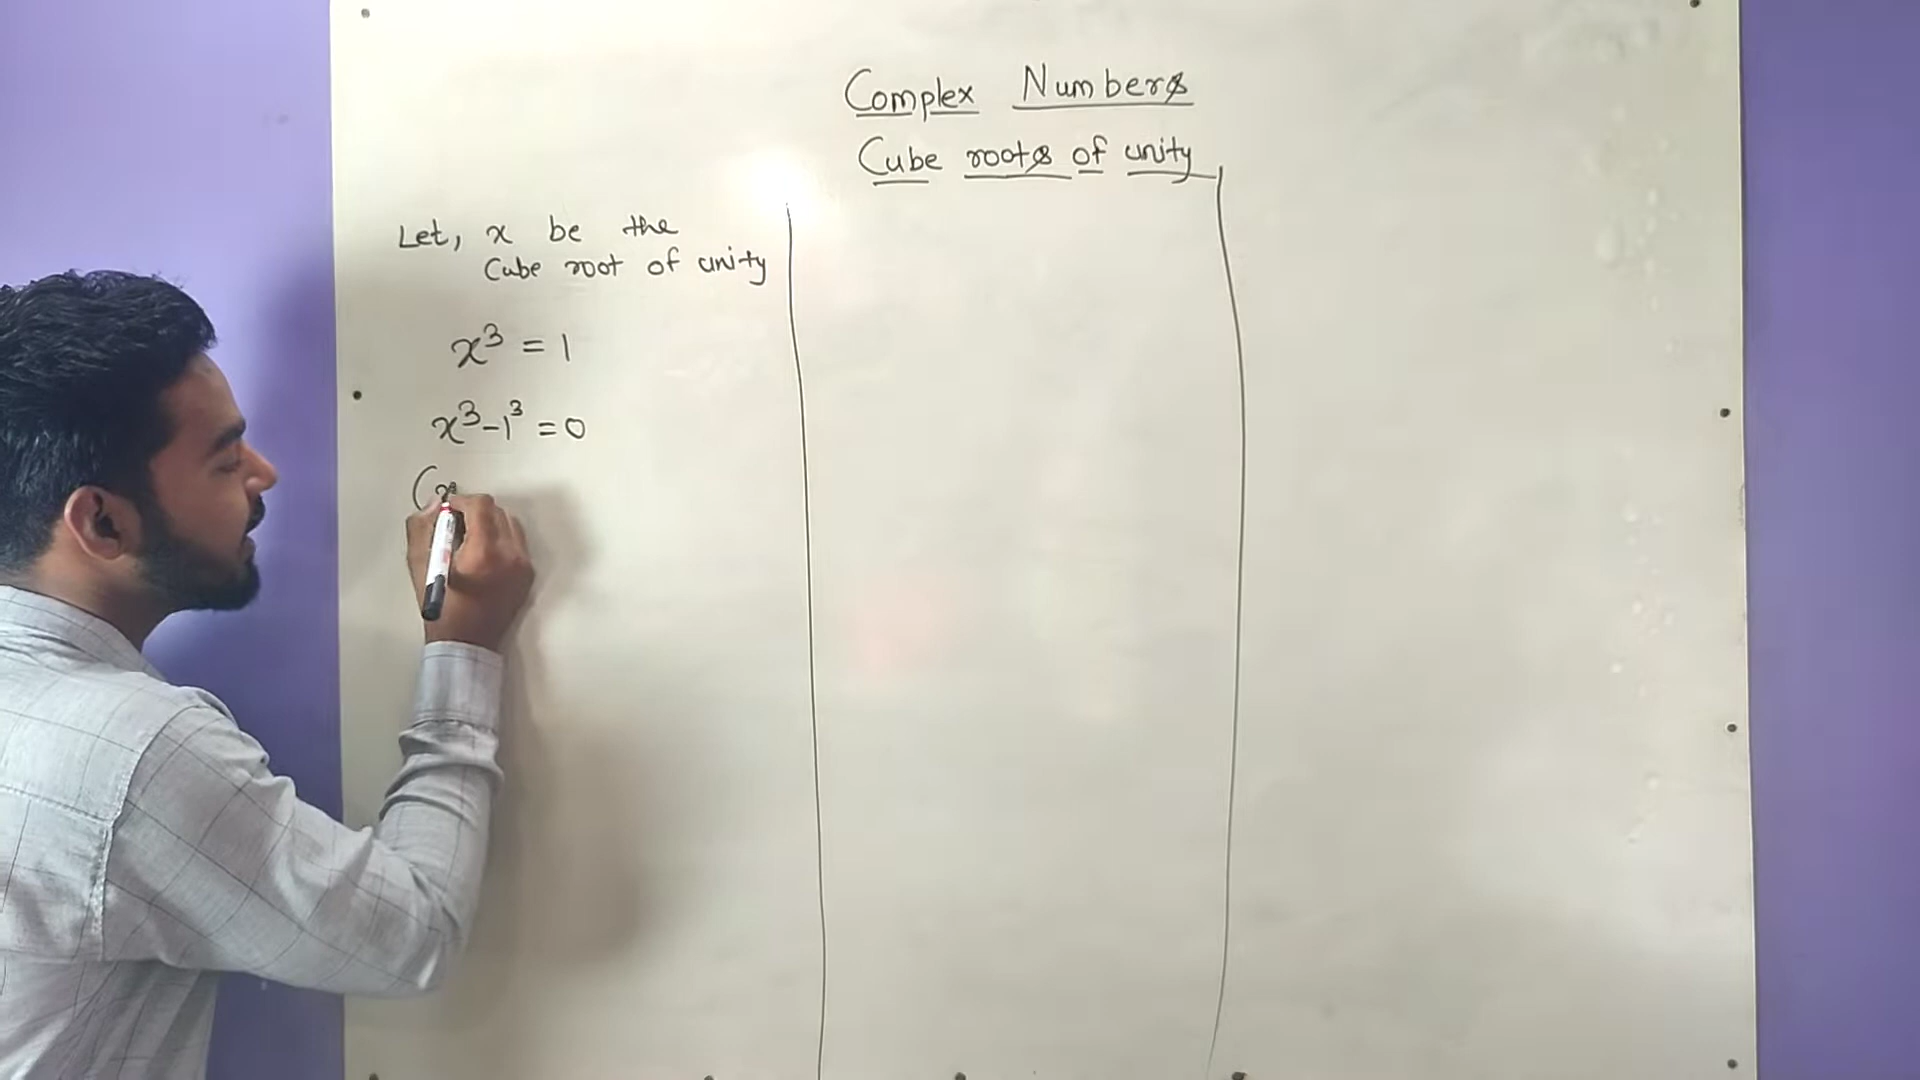 Complex Numbers
Cube roots of unity
Let, x be the
Cube root of unity
x³ = 1
x³-1³ = 0
(x